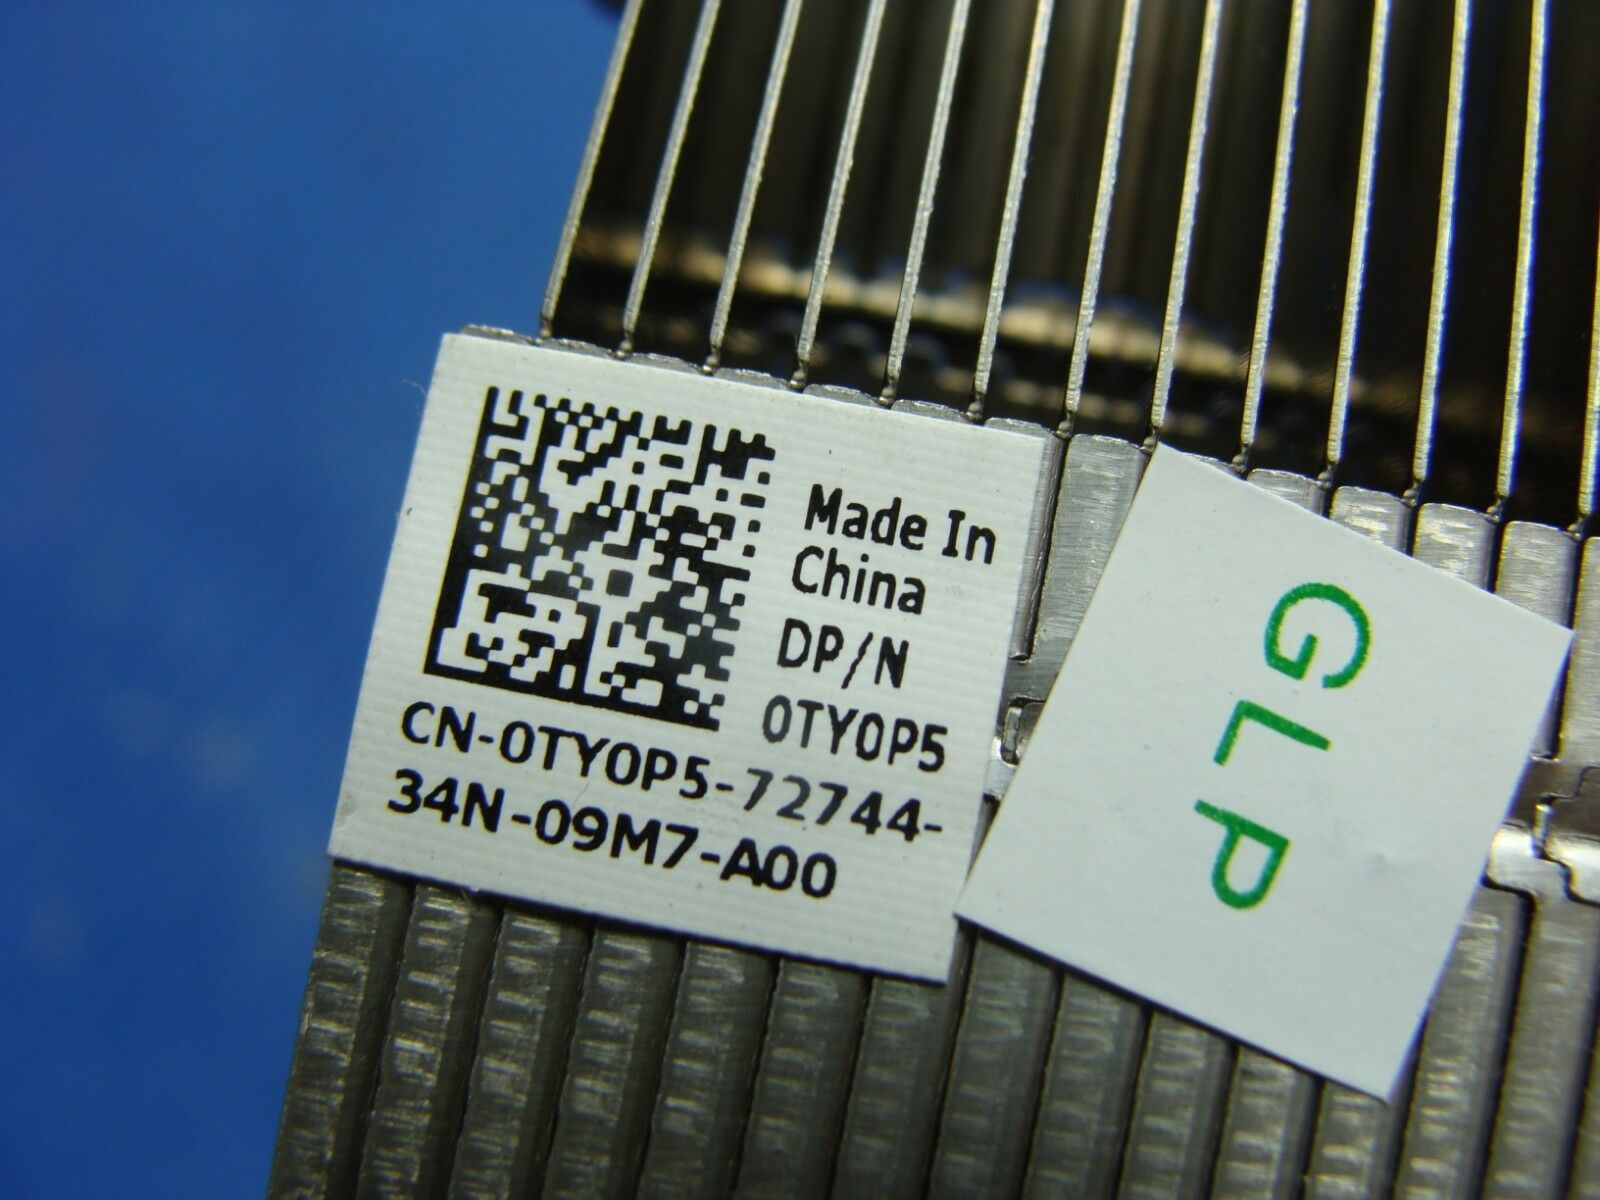 Made In
China
DP/N
0TY0P5
CN-0TY0P5-72744-
34N-09M7-A00
GLP